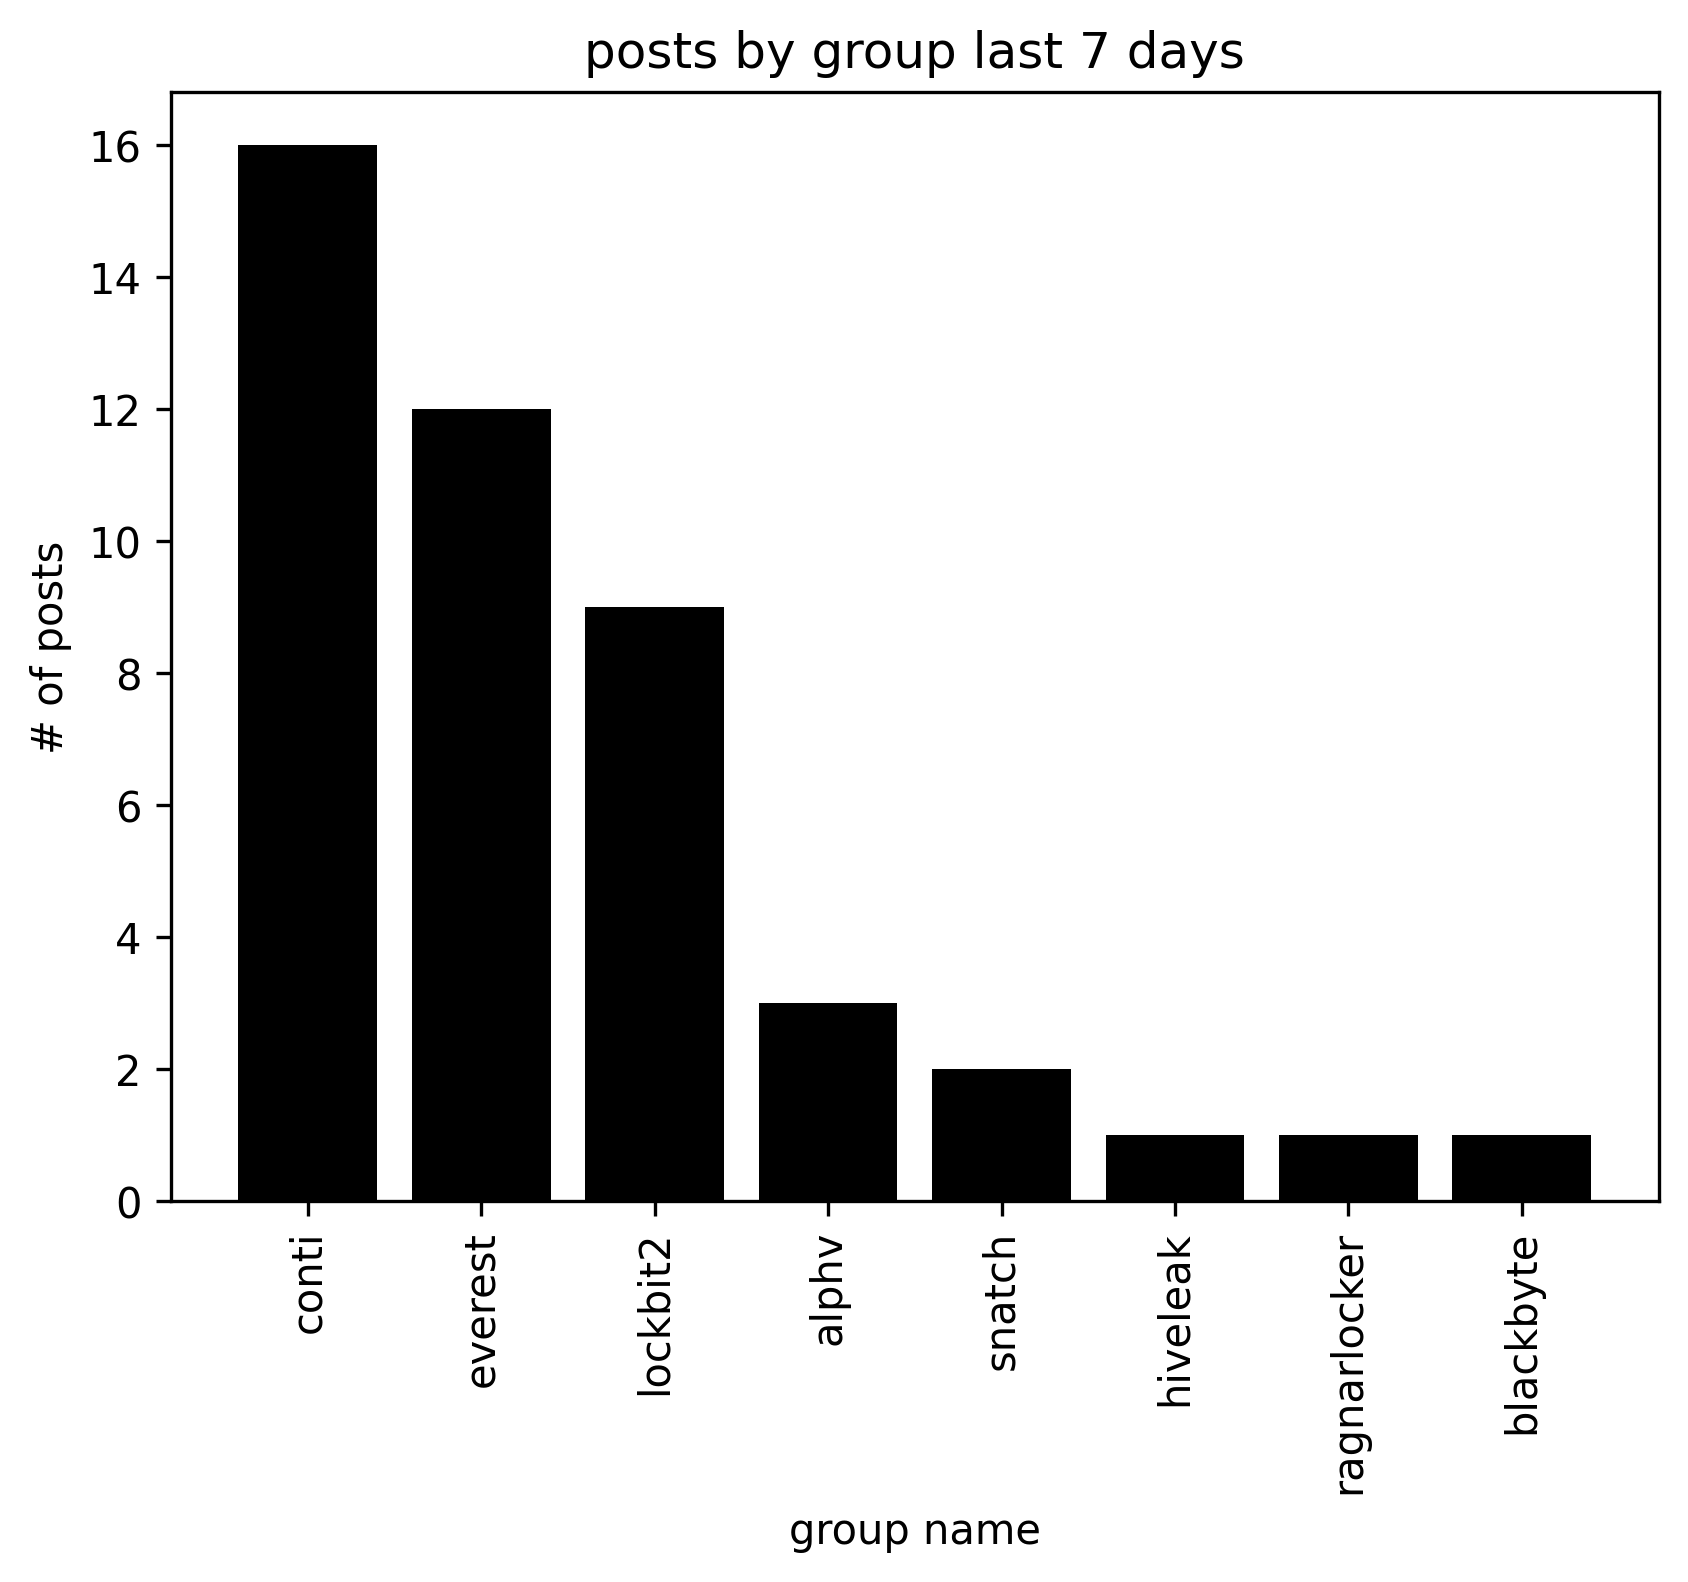 posts by group last 7 days
16
14
12
10
8
6
4
2
0
# of posts
conti
everest
lockbit2
alphv
snatch
hiveleak
ragnarlocker
blackbyte
group name